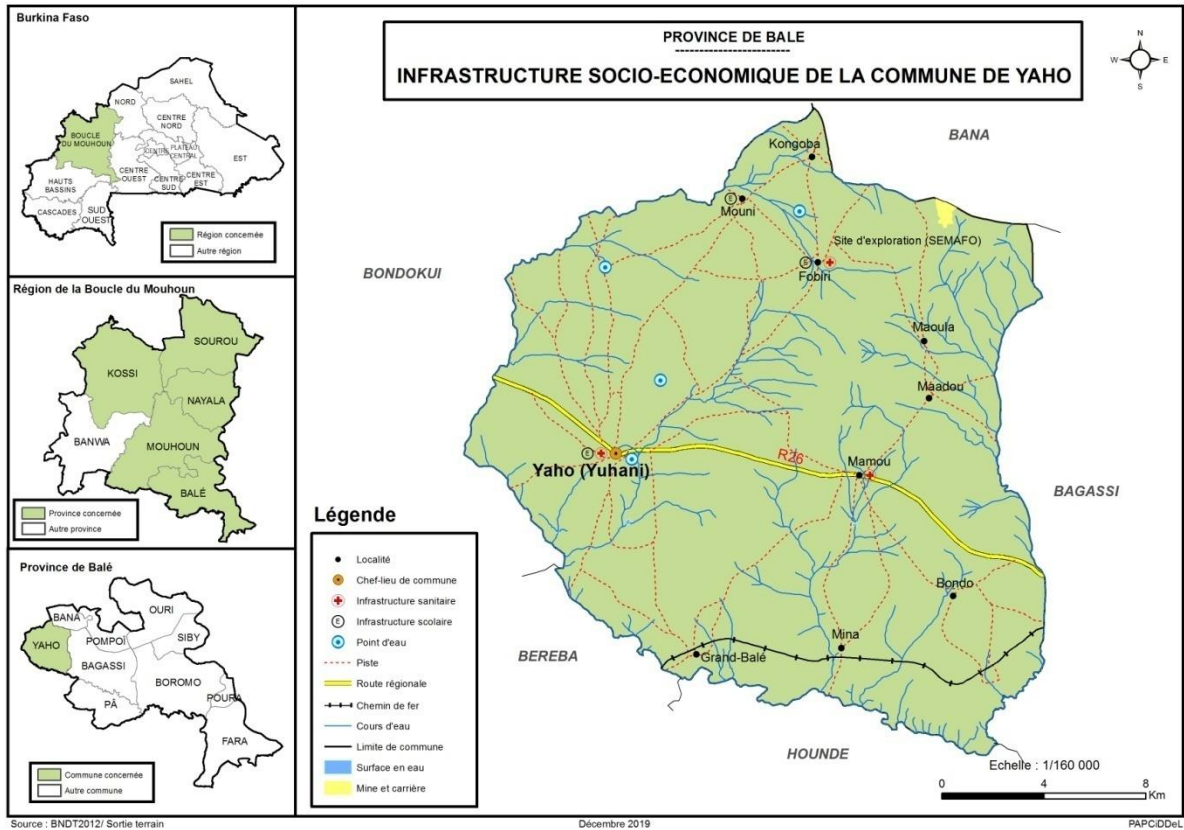 Burkina Faso
SAHEL
NORD
CENTRE
NORD
BOUCLE
DU MOUHOUN
CENTRE
PLATEAU
CENTRAL
EST
CENTRE
OUEST
CENTRE
SUD
CENTRE
EST
HAUTS
BASSINS
CASCADES
SUD
OUEST
Région concernée
Autre région
Région de la Boucle du Mouhoun
SOUROU
KOSSI
NAYALA
BANWA
MOUHOUN
BALÉ
Province concernée
Autre province
Province de Balé
OURI
BANA
SIBY
YAHO
POMPOÏ
BAGASSI
BOROMO
POURA
PÂ
FARA
Commune concernée
Autre commune
PROVINCE DE BALE
----------------------
INFRASTRUCTURE SOCIO-ECONOMIQUE DE LA COMMUNE DE YAHO
N
W
E
S
BANA
Kongoba
E
Mouni
Site d'exploration (SEMAFO)
E
Fobiri
BONDOKUI
Maoula
Maadou
E
Yaho (Yuhani)
R26
Mamou
BAGASSI
Bondo
Mina
Grand-Balé
BEREBA
HOUNDE
Légende
Localité
Chef-lieu de commune
Infrastructure sanitaire
E
Infrastructure scolaire
Point d'eau
Piste
Route régionale
Chemin de fer
Cours d'eau
Limite de commune
Surface en eau
Mine et carrière
Echelle : 1/160 000
0 4 8
Km
Source : BNDT2012/ Sortie terrain
Décembre 2019
PAPCiDDeL